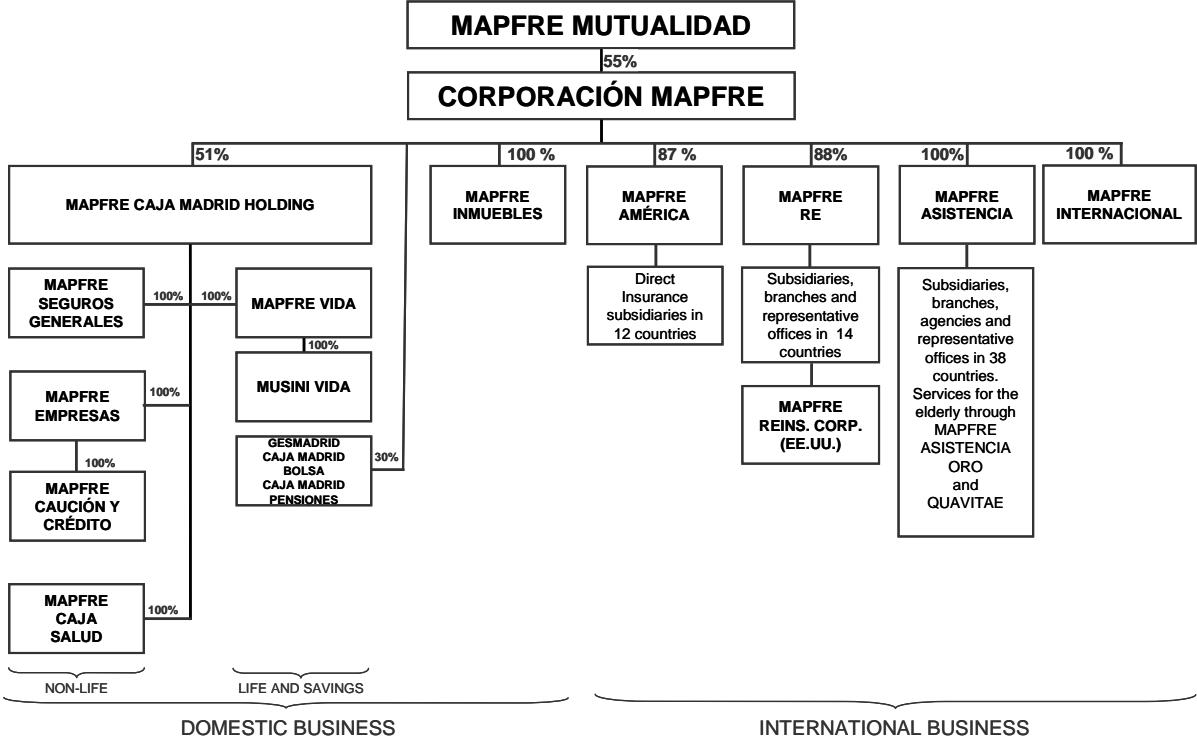 MAPFRE MUTUALIDAD
55%
CORPORACIÓN MAPFRE
51%
100 %
87 %
88%
100%
100 %
MAPFRE CAJA MADRID HOLDING
MAPFRE
INMUEBLES
MAPFRE
AMÉRICA
MAPFRE
RE
MAPFRE
ASISTENCIA
MAPFRE
INTERNACIONAL
MAPFRE
SEGUROS
GENERALES
100%
100%
MAPFRE VIDA
100%
MUSINI VIDA
MAPFRE
EMPRESAS
100%
100%
MAPFRE
CAUCIÓN Y
CRÉDITO
GESMADRID
CAJA MADRID
BOLSA
CAJA MADRID
PENSIONES
30%
MAPFRE
CAJA
SALUD
100%
Direct
Insurance
subsidiaries in
12 countries
Subsidiaries,
branches and
representative
offices in 14
countries
MAPFRE
REINS. CORP.
(EE.UU.)
Subsidiaries,
branches,
agencies and
representative
offices in 38
countries.
Services for the
elderly through
MAPFRE
ASISTENCIA
ORO
and
QUAVITAE
NON-LIFE
LIFE AND SAVINGS
DOMESTIC BUSINESS
INTERNATIONAL BUSINESS